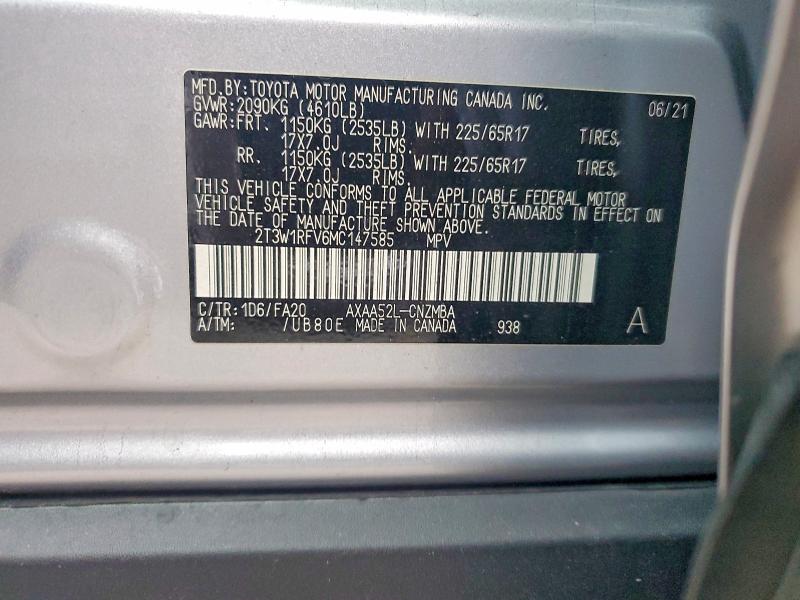 MFD. BY: TOYOTA MOTOR MANUFACTURING CANADA INC.
GVWR: 2090KG (4610LB) 06/21
GAWR: FRT. 1150KG (2535LB) WITH 225/65R17 TIRES,
17X7.0J RIMS.
RR. 1150KG (2535LB) WITH 225/65R17 TIRES,
17X7.0J RIMS.
THIS VEHICLE CONFORMS TO ALL APPLICABLE FEDERAL MOTOR
VEHICLE SAFETY AND THEFT PREVENTION STANDARDS IN EFFECT ON
THE DATE OF MANUFACTURE SHOWN ABOVE.
2T3W1RFV6MC147585 MPV
C/TR: 1D6/FA20 AXAA52L-CNZMBA
A/TM: /UB80E MADE IN CANADA 938 A